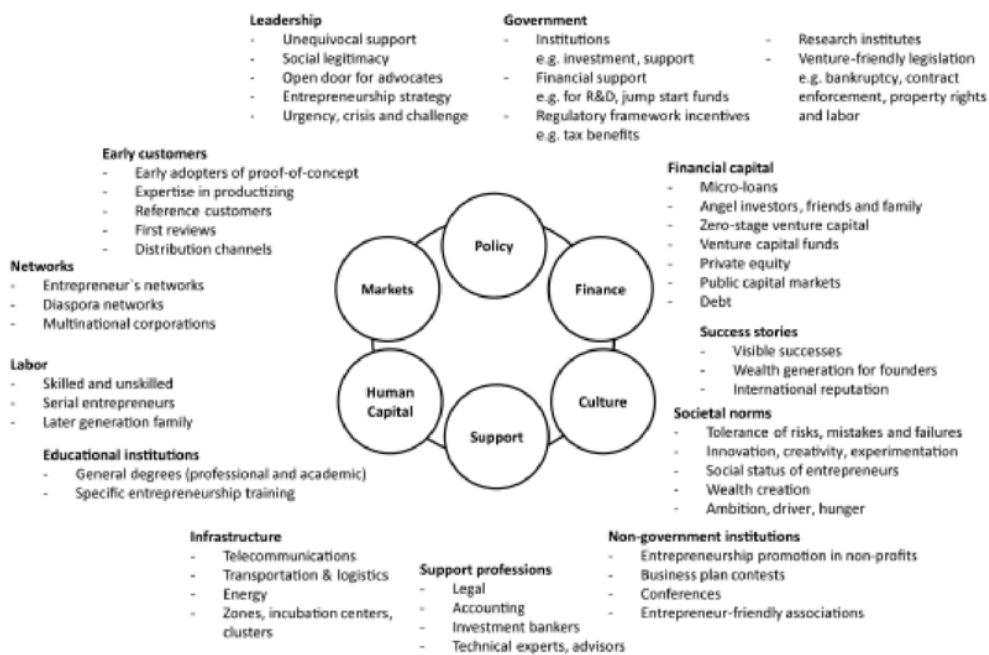 Leadership
- Unequivocal support
- Social legitimacy
- Open door for advocates
- Entrepreneurship strategy
- Urgency, crisis and challenge
Government
- Institutions
e.g. investment, support
- Financial support
e.g. for R&D, jump start funds
- Regulatory framework incentives
e.g. tax benefits
- Research institutes
- Venture-friendly legislation
e.g. bankruptcy, contract
enforcement, property rights
and labor
Early customers
- Early adopters of proof-of-concept
- Expertise in productizing
- Reference customers
- First reviews
- Distribution channels
Networks
- Entrepreneur`s networks
- Diaspora networks
- Multinational corporations
Labor
- Skilled and unskilled
- Serial entrepreneurs
- Later generation family
Educational institutions
- General degrees (professional and academic)
- Specific entrepreneurship training
Policy
Markets
Finance
Human
Capital
Culture
Support
Financial capital
- Micro-loans
- Angel investors, friends and family
- Zero-stage venture capital
- Venture capital funds
- Private equity
- Public capital markets
- Debt
Success stories
- Visible successes
- Wealth generation for founders
- International reputation
Societal norms
- Tolerance of risks, mistakes and failures
- Innovation, creativity, experimentation
- Social status of entrepreneurs
- Wealth creation
- Ambition, driver, hunger
Infrastructure
- Telecommunications
- Transportation & logistics
- Energy
- Zones, incubation centers,
clusters
Support professions
- Legal
- Accounting
- Investment bankers
- Technical experts, advisors
Non-government institutions
- Entrepreneurship promotion in non-profits
- Business plan contests
- Conferences
- Entrepreneur-friendly associations